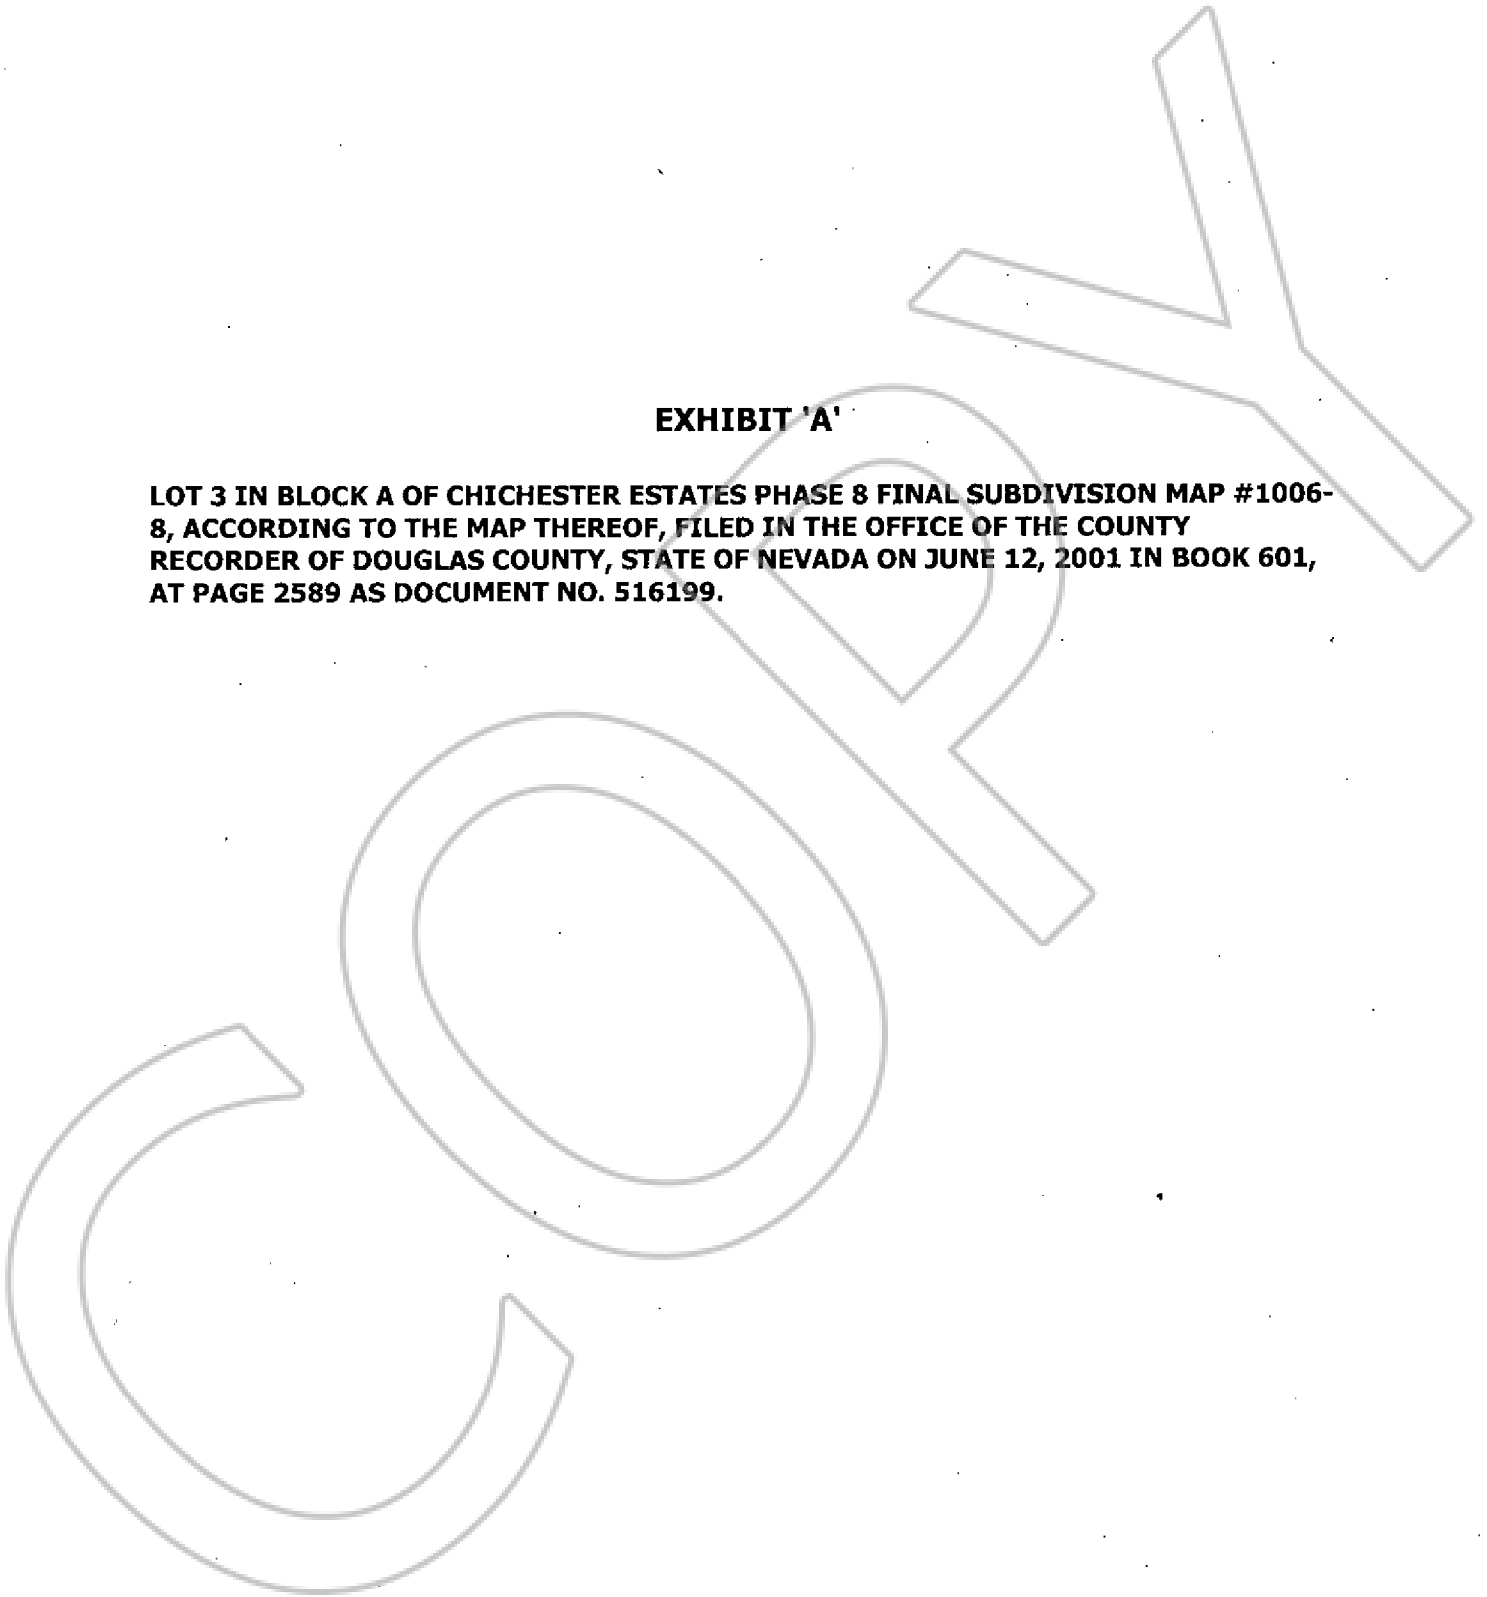 EXHIBIT 'A'
LOT 3 IN BLOCK A OF CHICHESTER ESTATES PHASE 8 FINAL SUBDIVISION MAP #1006-
8, ACCORDING TO THE MAP THEREOF, FILED IN THE OFFICE OF THE COUNTY
RECORDER OF DOUGLAS COUNTY, STATE OF NEVADA ON JUNE 12, 2001 IN BOOK 601,
AT PAGE 2589 AS DOCUMENT NO. 516199.
COPY